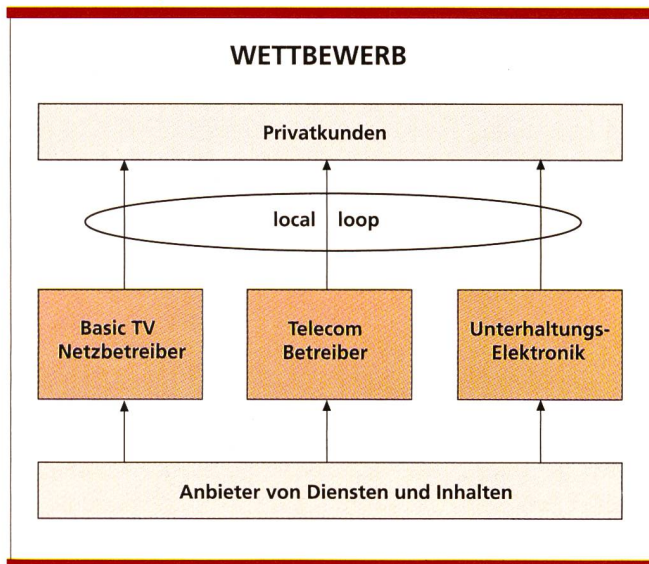 WETTBEWERB
Privatkunden
local loop
Basic TV
Netzbetreiber
Telecom
Betreiber
Unterhaltungs-
Elektronik
Anbieter von Diensten und Inhalten